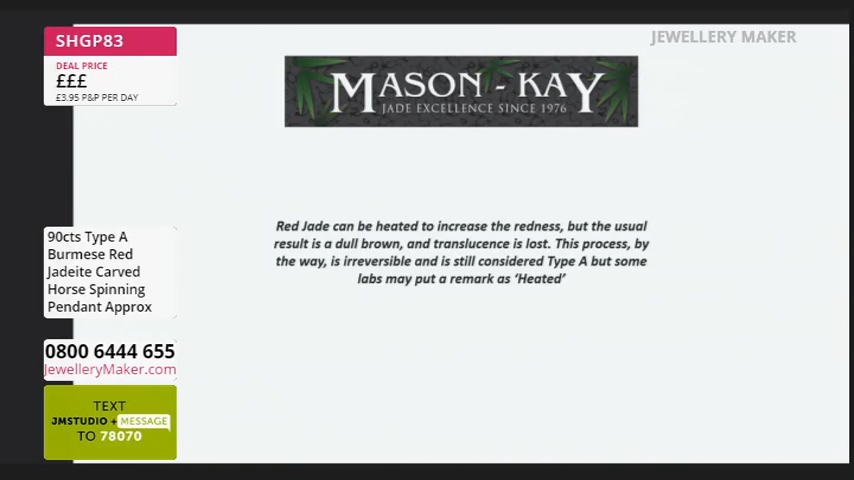 SHGP83
DEAL PRICE
£££
£3.95 P&P PER DAY
JEWELLERY MAKER
MASON - KAY
JADE EXCELLENCE SINCE 1976
Red Jade can be heated to increase the redness, but the usual
result is a dull brown, and translucence is lost. This process, by
the way, is irreversible and is still considered Type A but some
labs may put a remark as ‘Heated’
90cts Type A
Burmese Red
Jadeite Carved
Horse Spinning
Pendant Approx
0800 6444 655
JewelleryMaker.com
TEXT
JMSTUDIO + MESSAGE
TO 78070